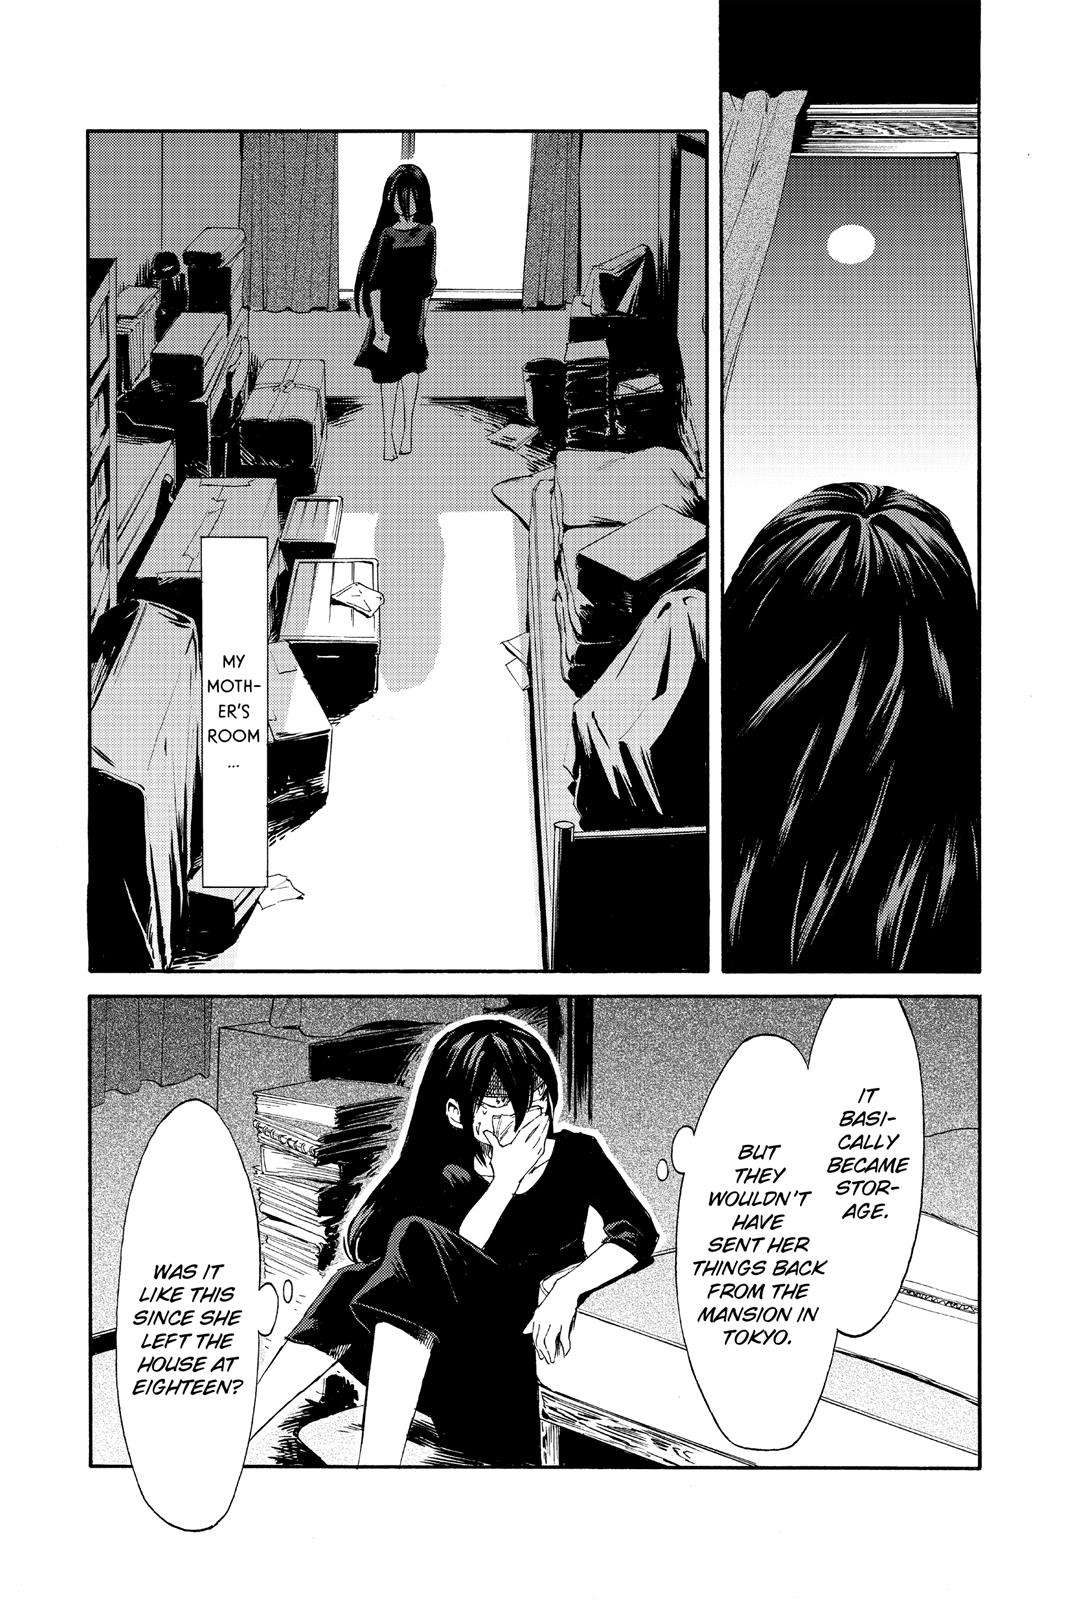 MY
MOTH-
ER'S
ROOM
...
IT
BASI-
CALLY
BECAME
STOR-
AGE.
BUT
THEY
WOULDN'T
HAVE
SENT HER
THINGS BACK
FROM THE
MANSION IN
TOKYO.
WAS IT
LIKE THIS
SINCE SHE
LEFT THE
HOUSE AT
EIGHTEEN?